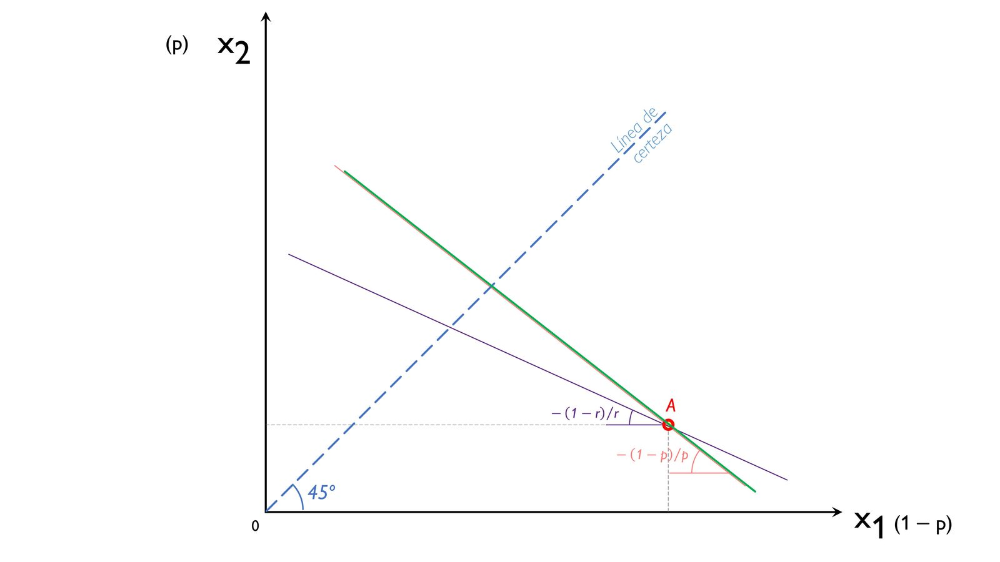 (p) x2
Línea de
certeza
A
– (1 – r)/r
– (1 – p)/p
45º
0
x1 (1 – p)